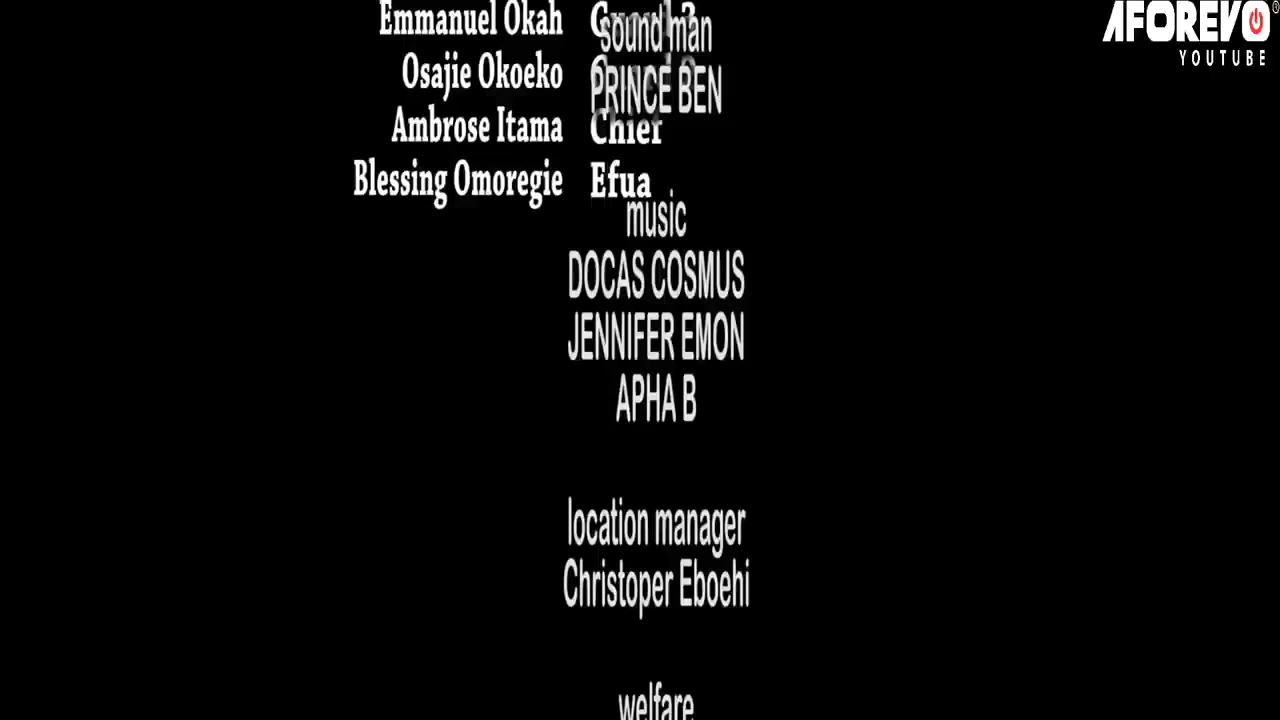 AFOREVO
YOUTUBE
Emmanuel Okah
sound man
Osajie Okoeko
PRINCE BEN
Ambrose Itama Chief
Blessing Omoregie Efua
music
DOCAS COSMUS
JENNIFER EMON
APHA B
location manager
Christoper Eboehi
welfare